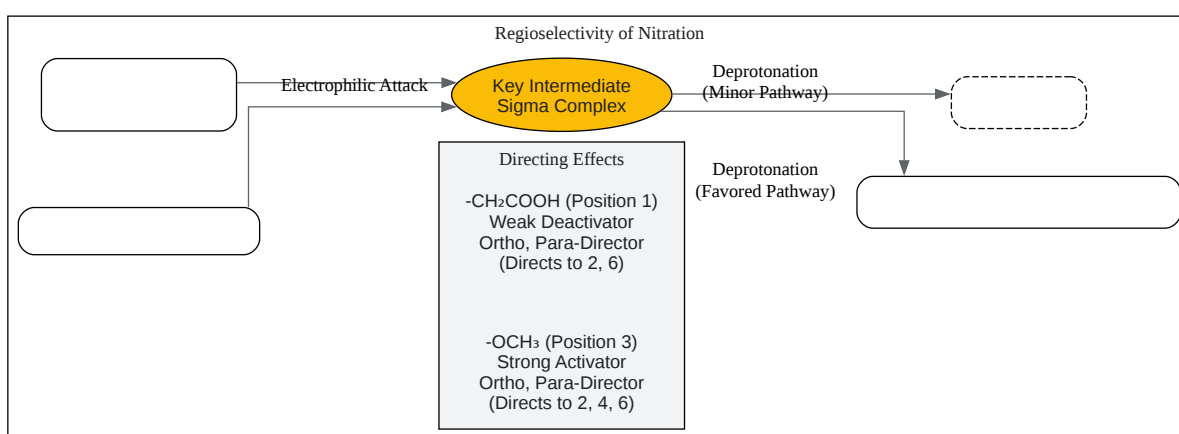 Regioselectivity of Nitration
Electrophilic Attack
Key Intermediate
Sigma Complex
Deprotonation
(Minor Pathway)
Directing Effects
-CH₂COOH (Position 1)
Weak Deactivator
Ortho, Para-Director
(Directs to 2, 6)
-OCH₃ (Position 3)
Strong Activator
Ortho, Para-Director
(Directs to 2, 4, 6)
Deprotonation
(Favored Pathway)